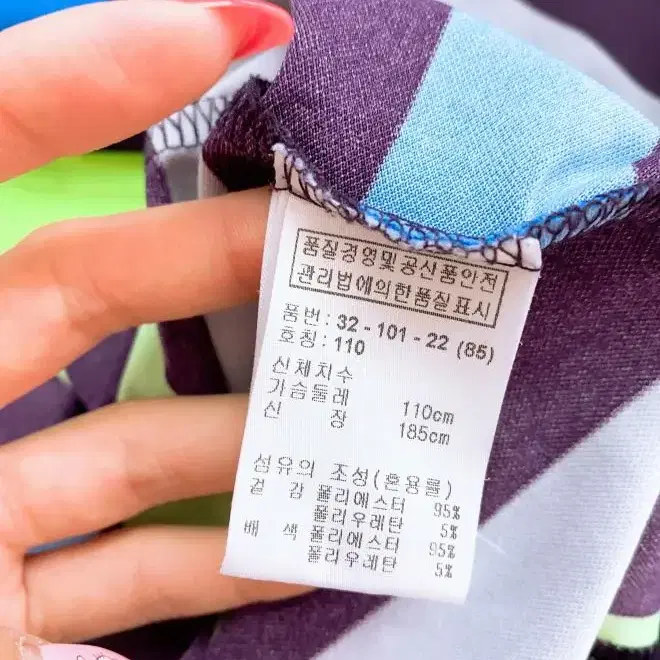 품질경영및공산품안전
관리법에의한품질표시
품번: 32 - 101 - 22 (85)
호칭: 110
신체치수
가슴둘레 110cm
신 장 185cm
섬유의 조성(혼용률)
겉 감 폴리에스터 95%
폴리우레탄 5%
배 색 폴리에스터 95%
폴리우레탄 5%